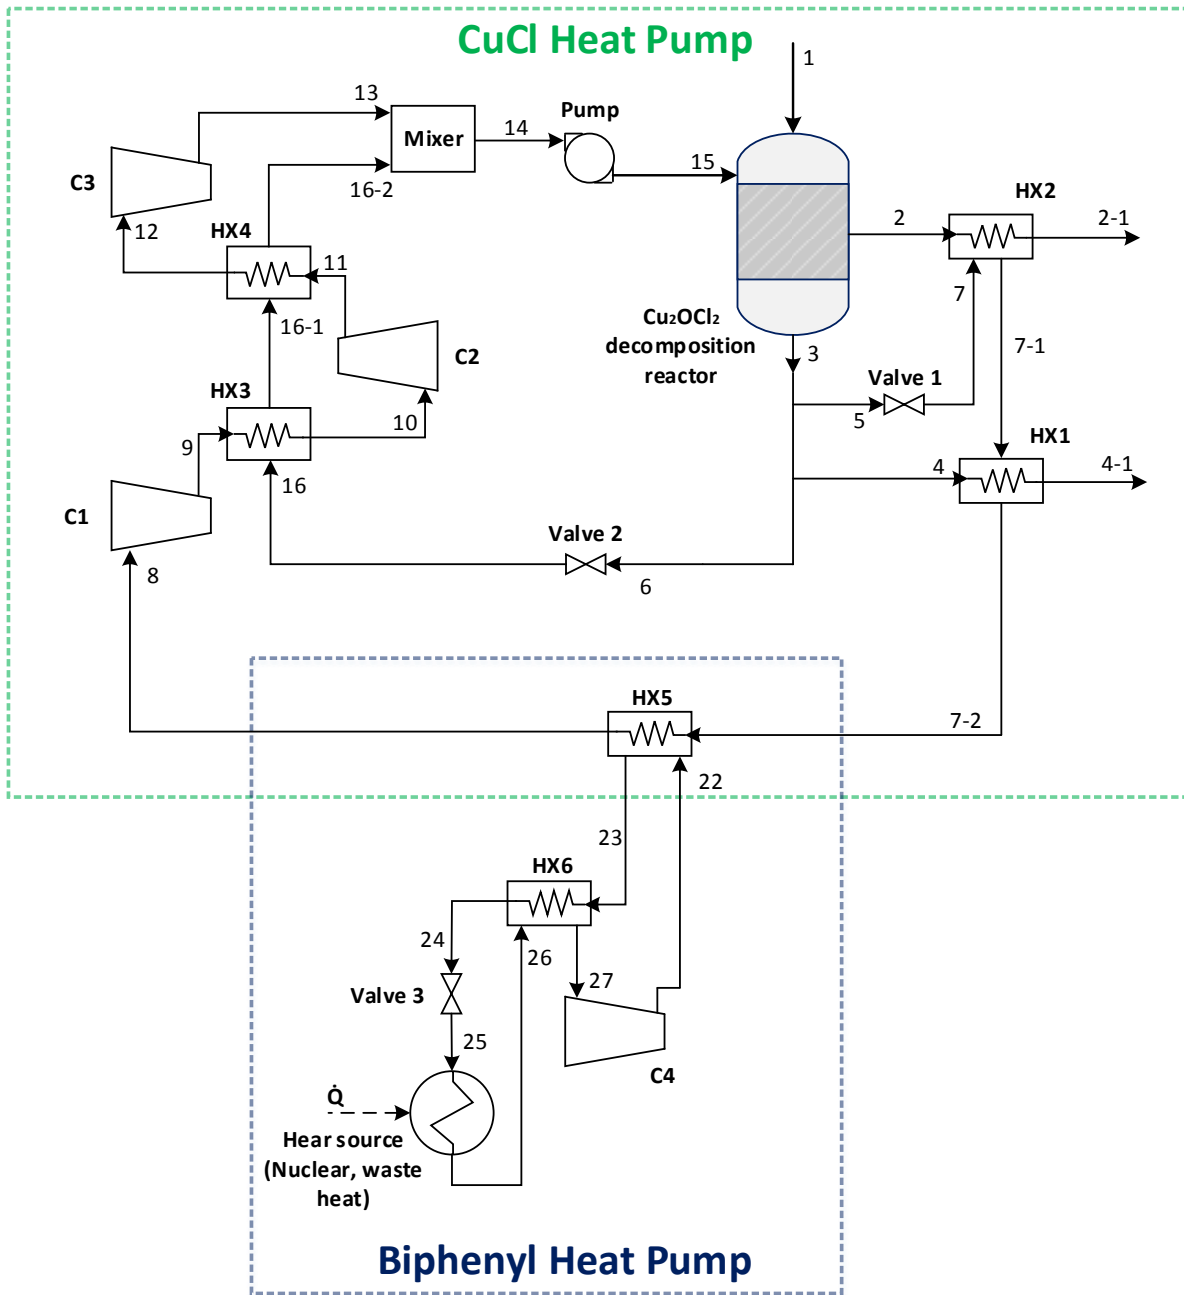 CuCl Heat Pump
1
13
Pump
Mixer
14
15
C3
16-2
HX2
12
HX4
2
2-1
11
7
16-1
Cu₂OCl₂
decomposition
reactor
3
C2
7-1
Valve 1
HX3
5
10
9
HX1
4
4-1
16
C1
Valve 2
8
6
HX5
7-2
22
23
HX6
24
26
27
Valve 3
25
C4
Q̇
Hear source
(Nuclear, waste
heat)
Biphenyl Heat Pump